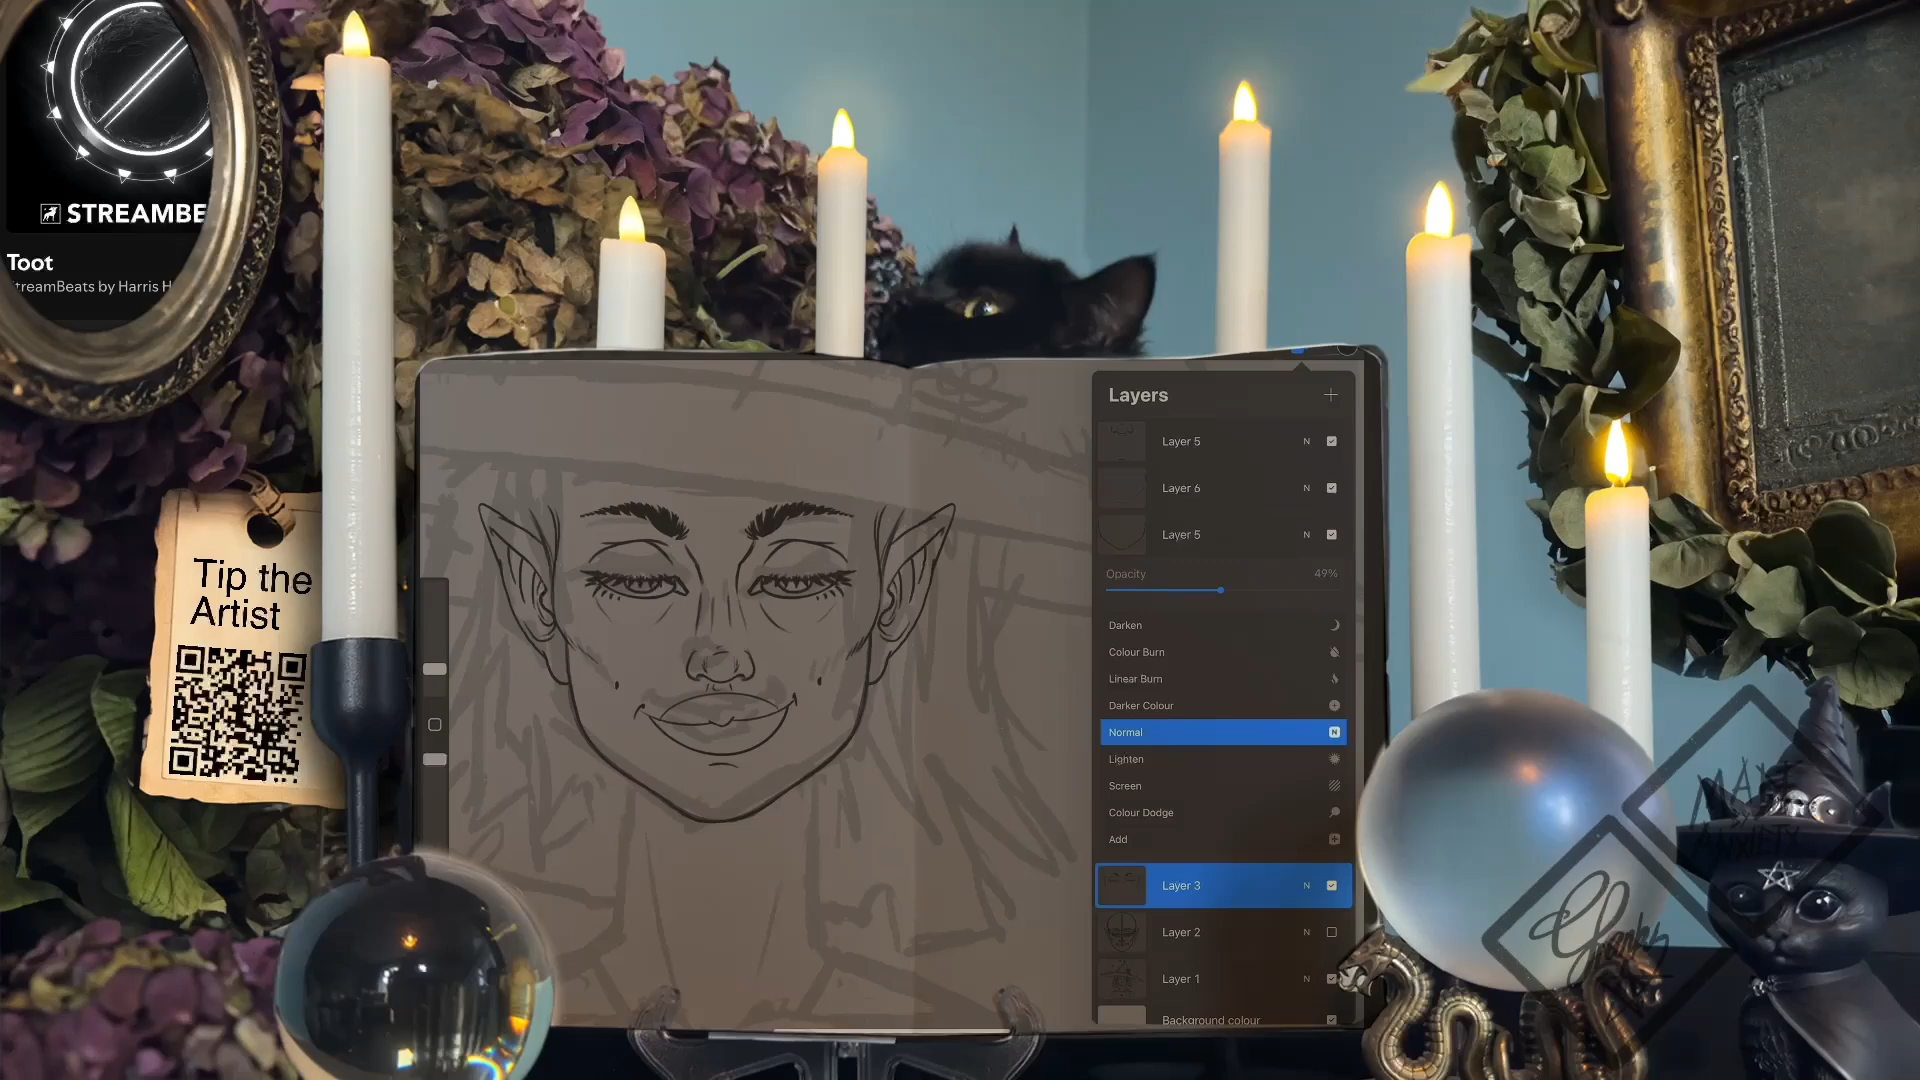 STREAMBE
Toot
treamBeats by Harris H
Tip the
Artist
Layers
Layer 5 N
Layer 6 N
Layer 5 N
Opacity 49%
Darken
Colour Burn
Linear Burn
Darker Colour
Normal N
Lighten
Screen
Colour Dodge
Add
Layer 3 N
Layer 2 N
Layer 1 N
Background colour
ANXIETY